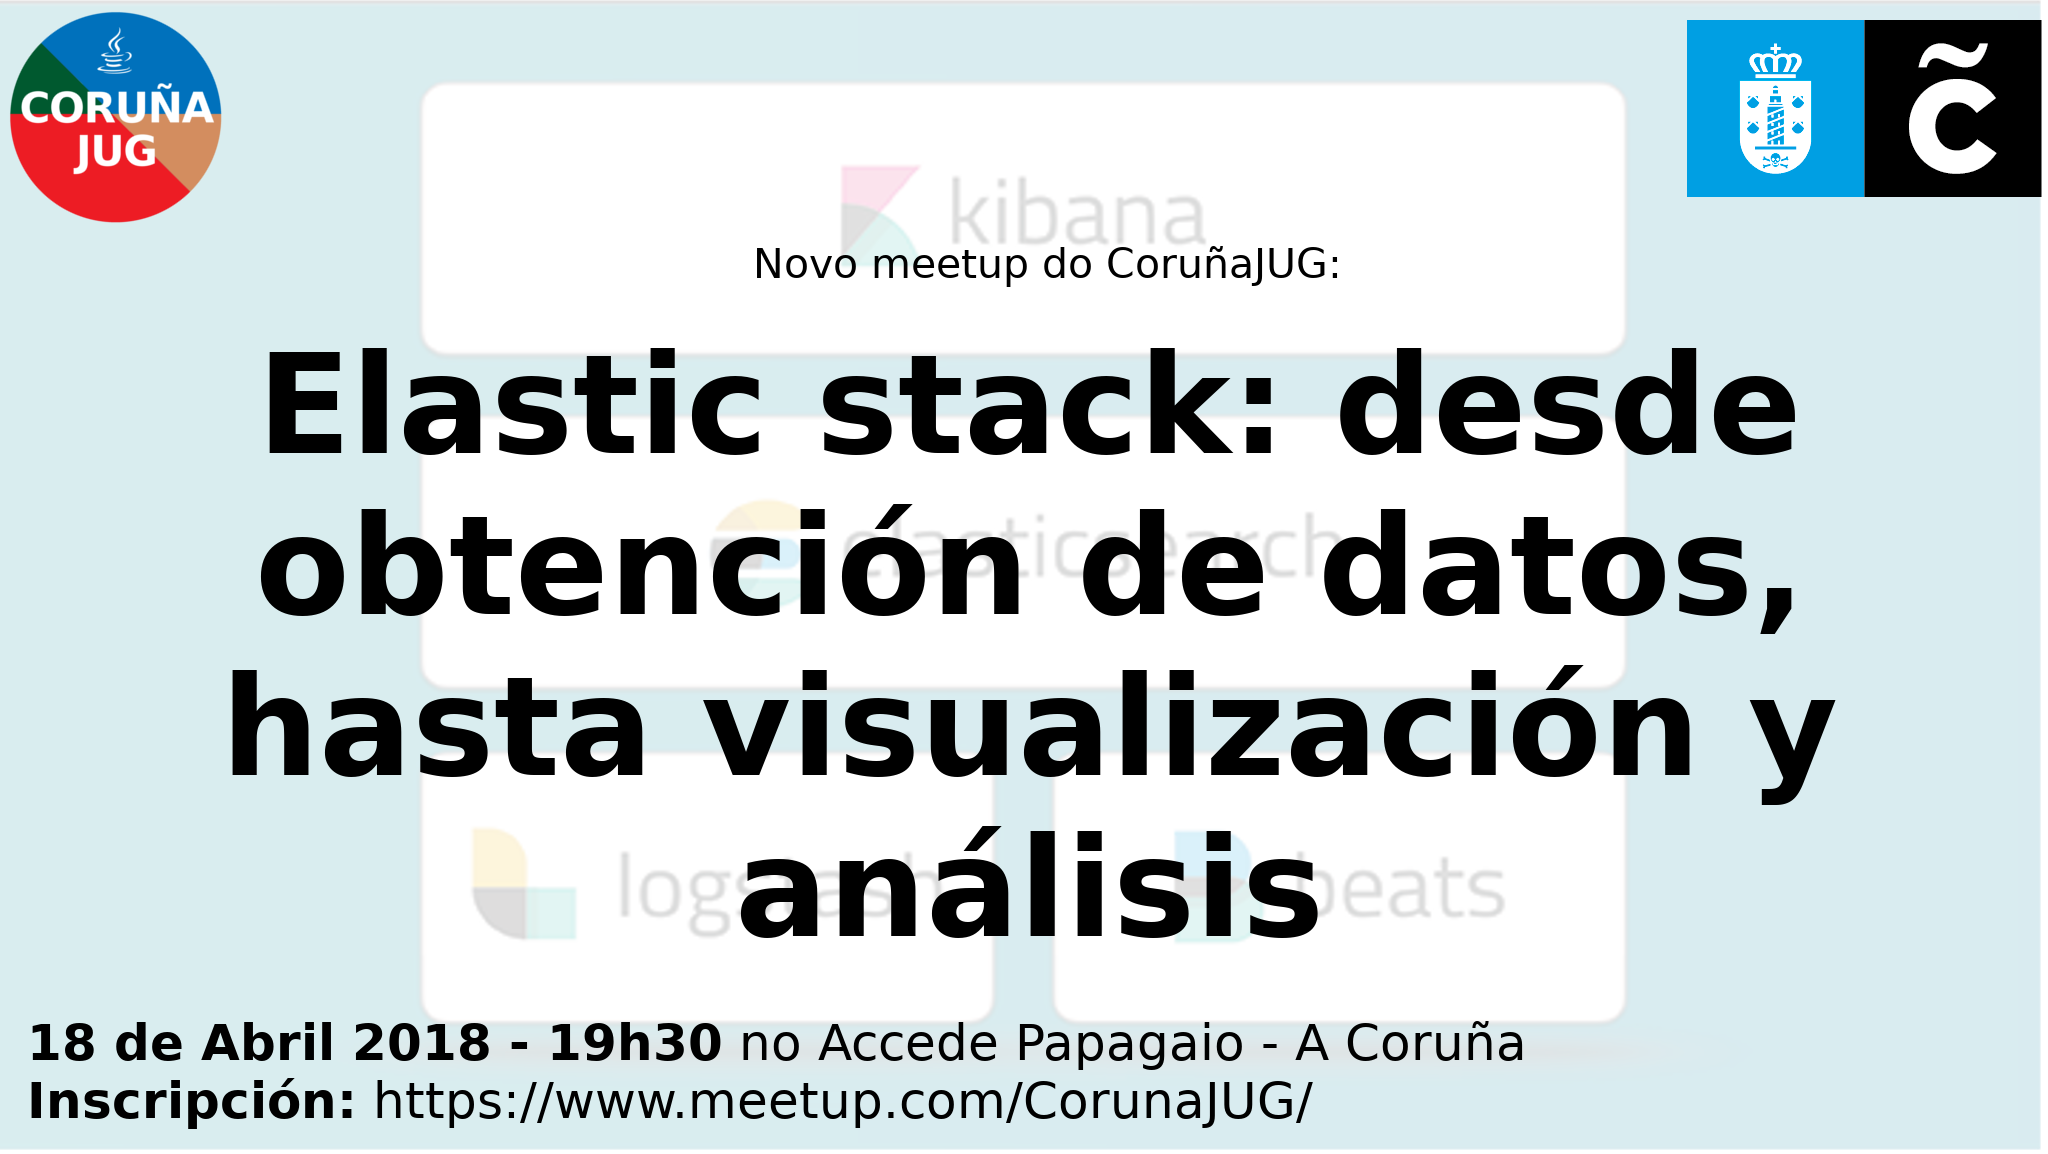 CORUÑA
JUG
kibana
Novo meetup do CoruñaJUG:
Elastic stack: desde
obtención de datos,
hasta visualización y
análisis
elasticsearch
logstash
beats
18 de Abril 2018 - 19h30 no Accede Papagaio - A Coruña
Inscripción: https://www.meetup.com/CorunaJUG/